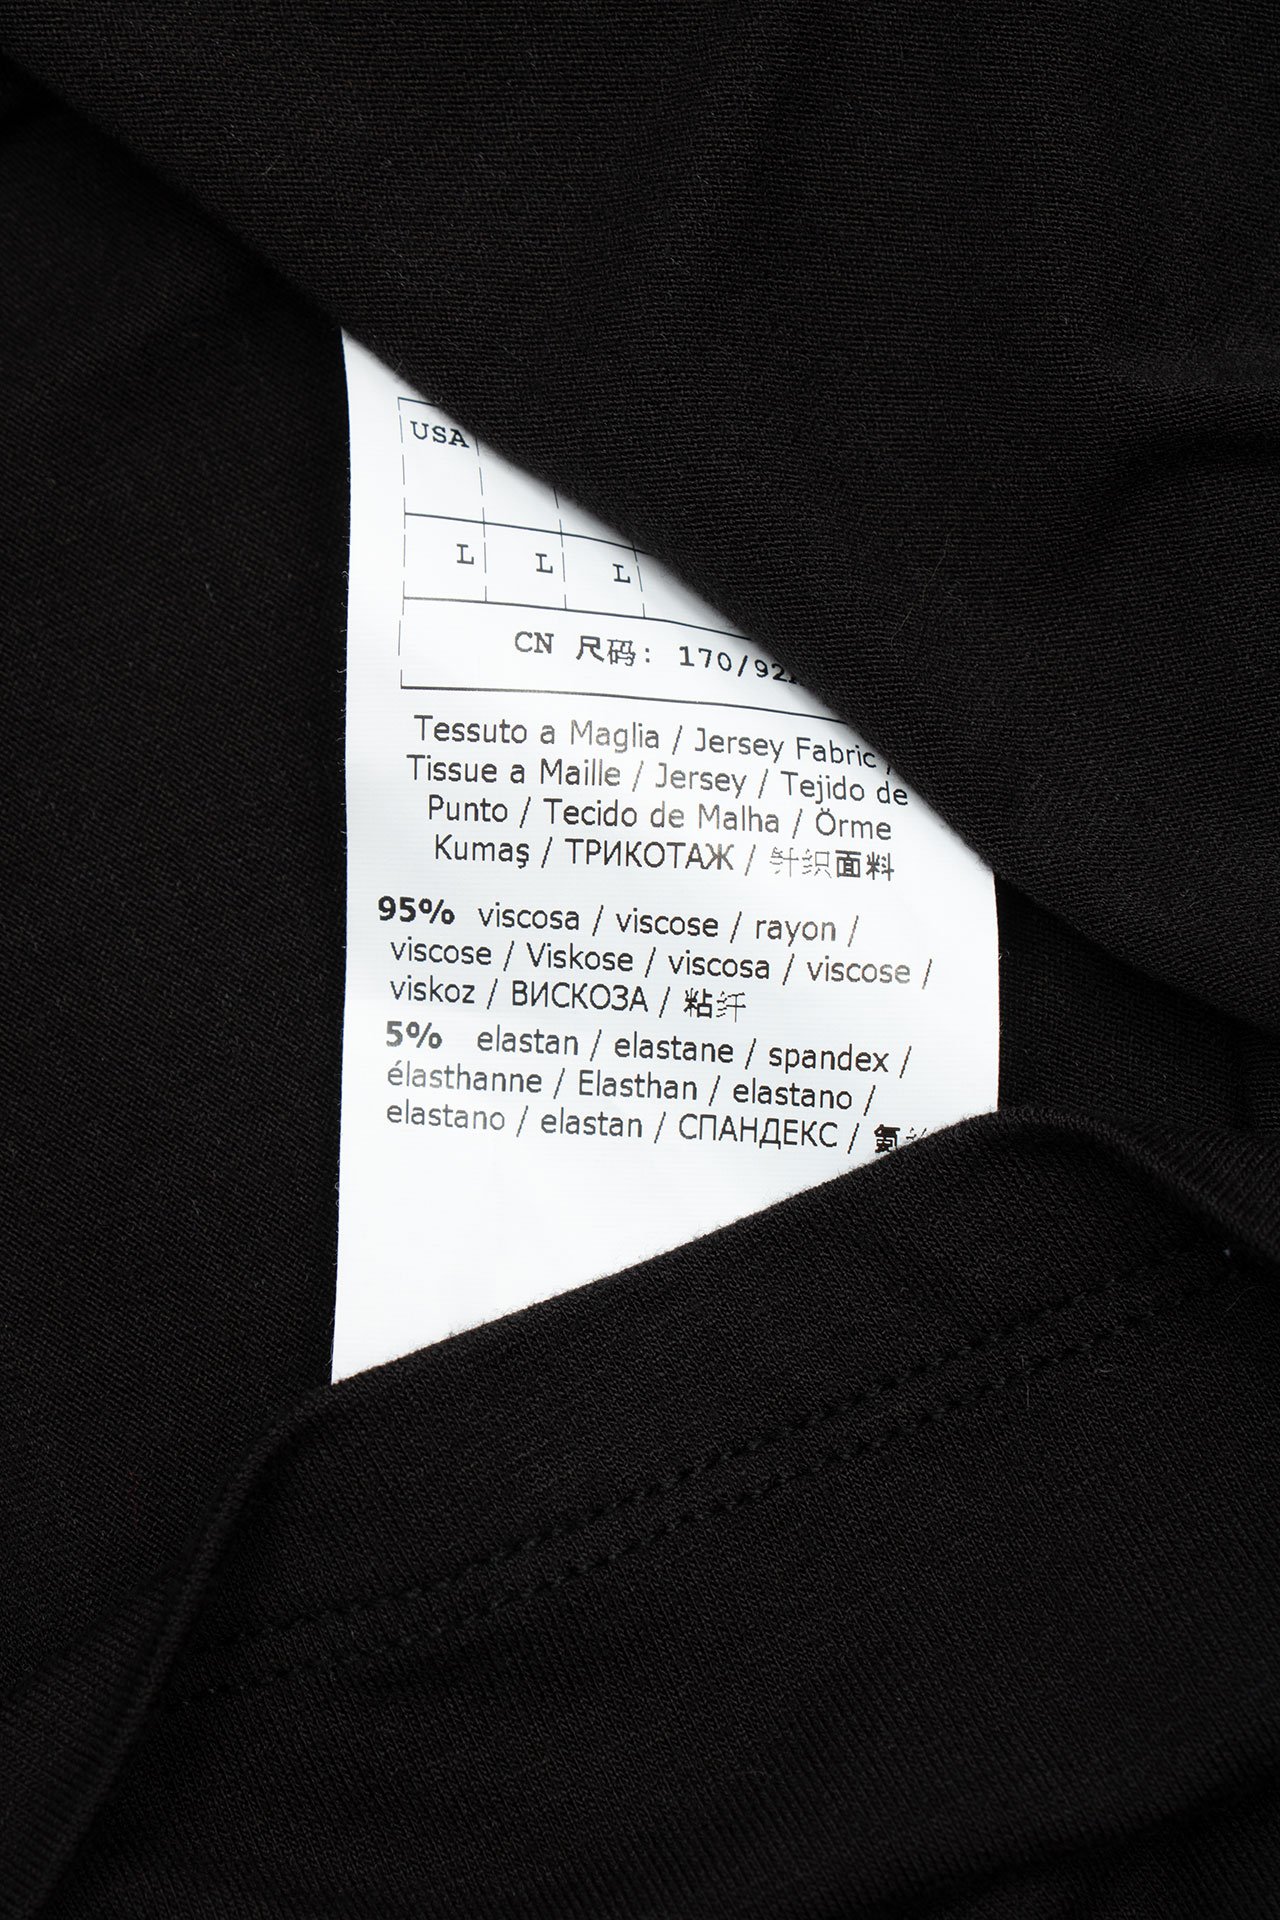 USA
L L L
CN 尺码: 170/92
Tessuto a Maglia / Jersey Fabric /
Tissue a Maille / Jersey / Tejido de
Punto / Tecido de Malha / Örme
Kumaş / ТРИКОТАЖ / 针织面料
95% viscosa / viscose / rayon /
viscose / Viskose / viscosa / viscose /
viskoz / ВИСКОЗА / 粘纤
5% elastan / elastane / spandex /
élasthanne / Elasthan / elastano /
elastano / elastan / СПАНДЕКС / 氨